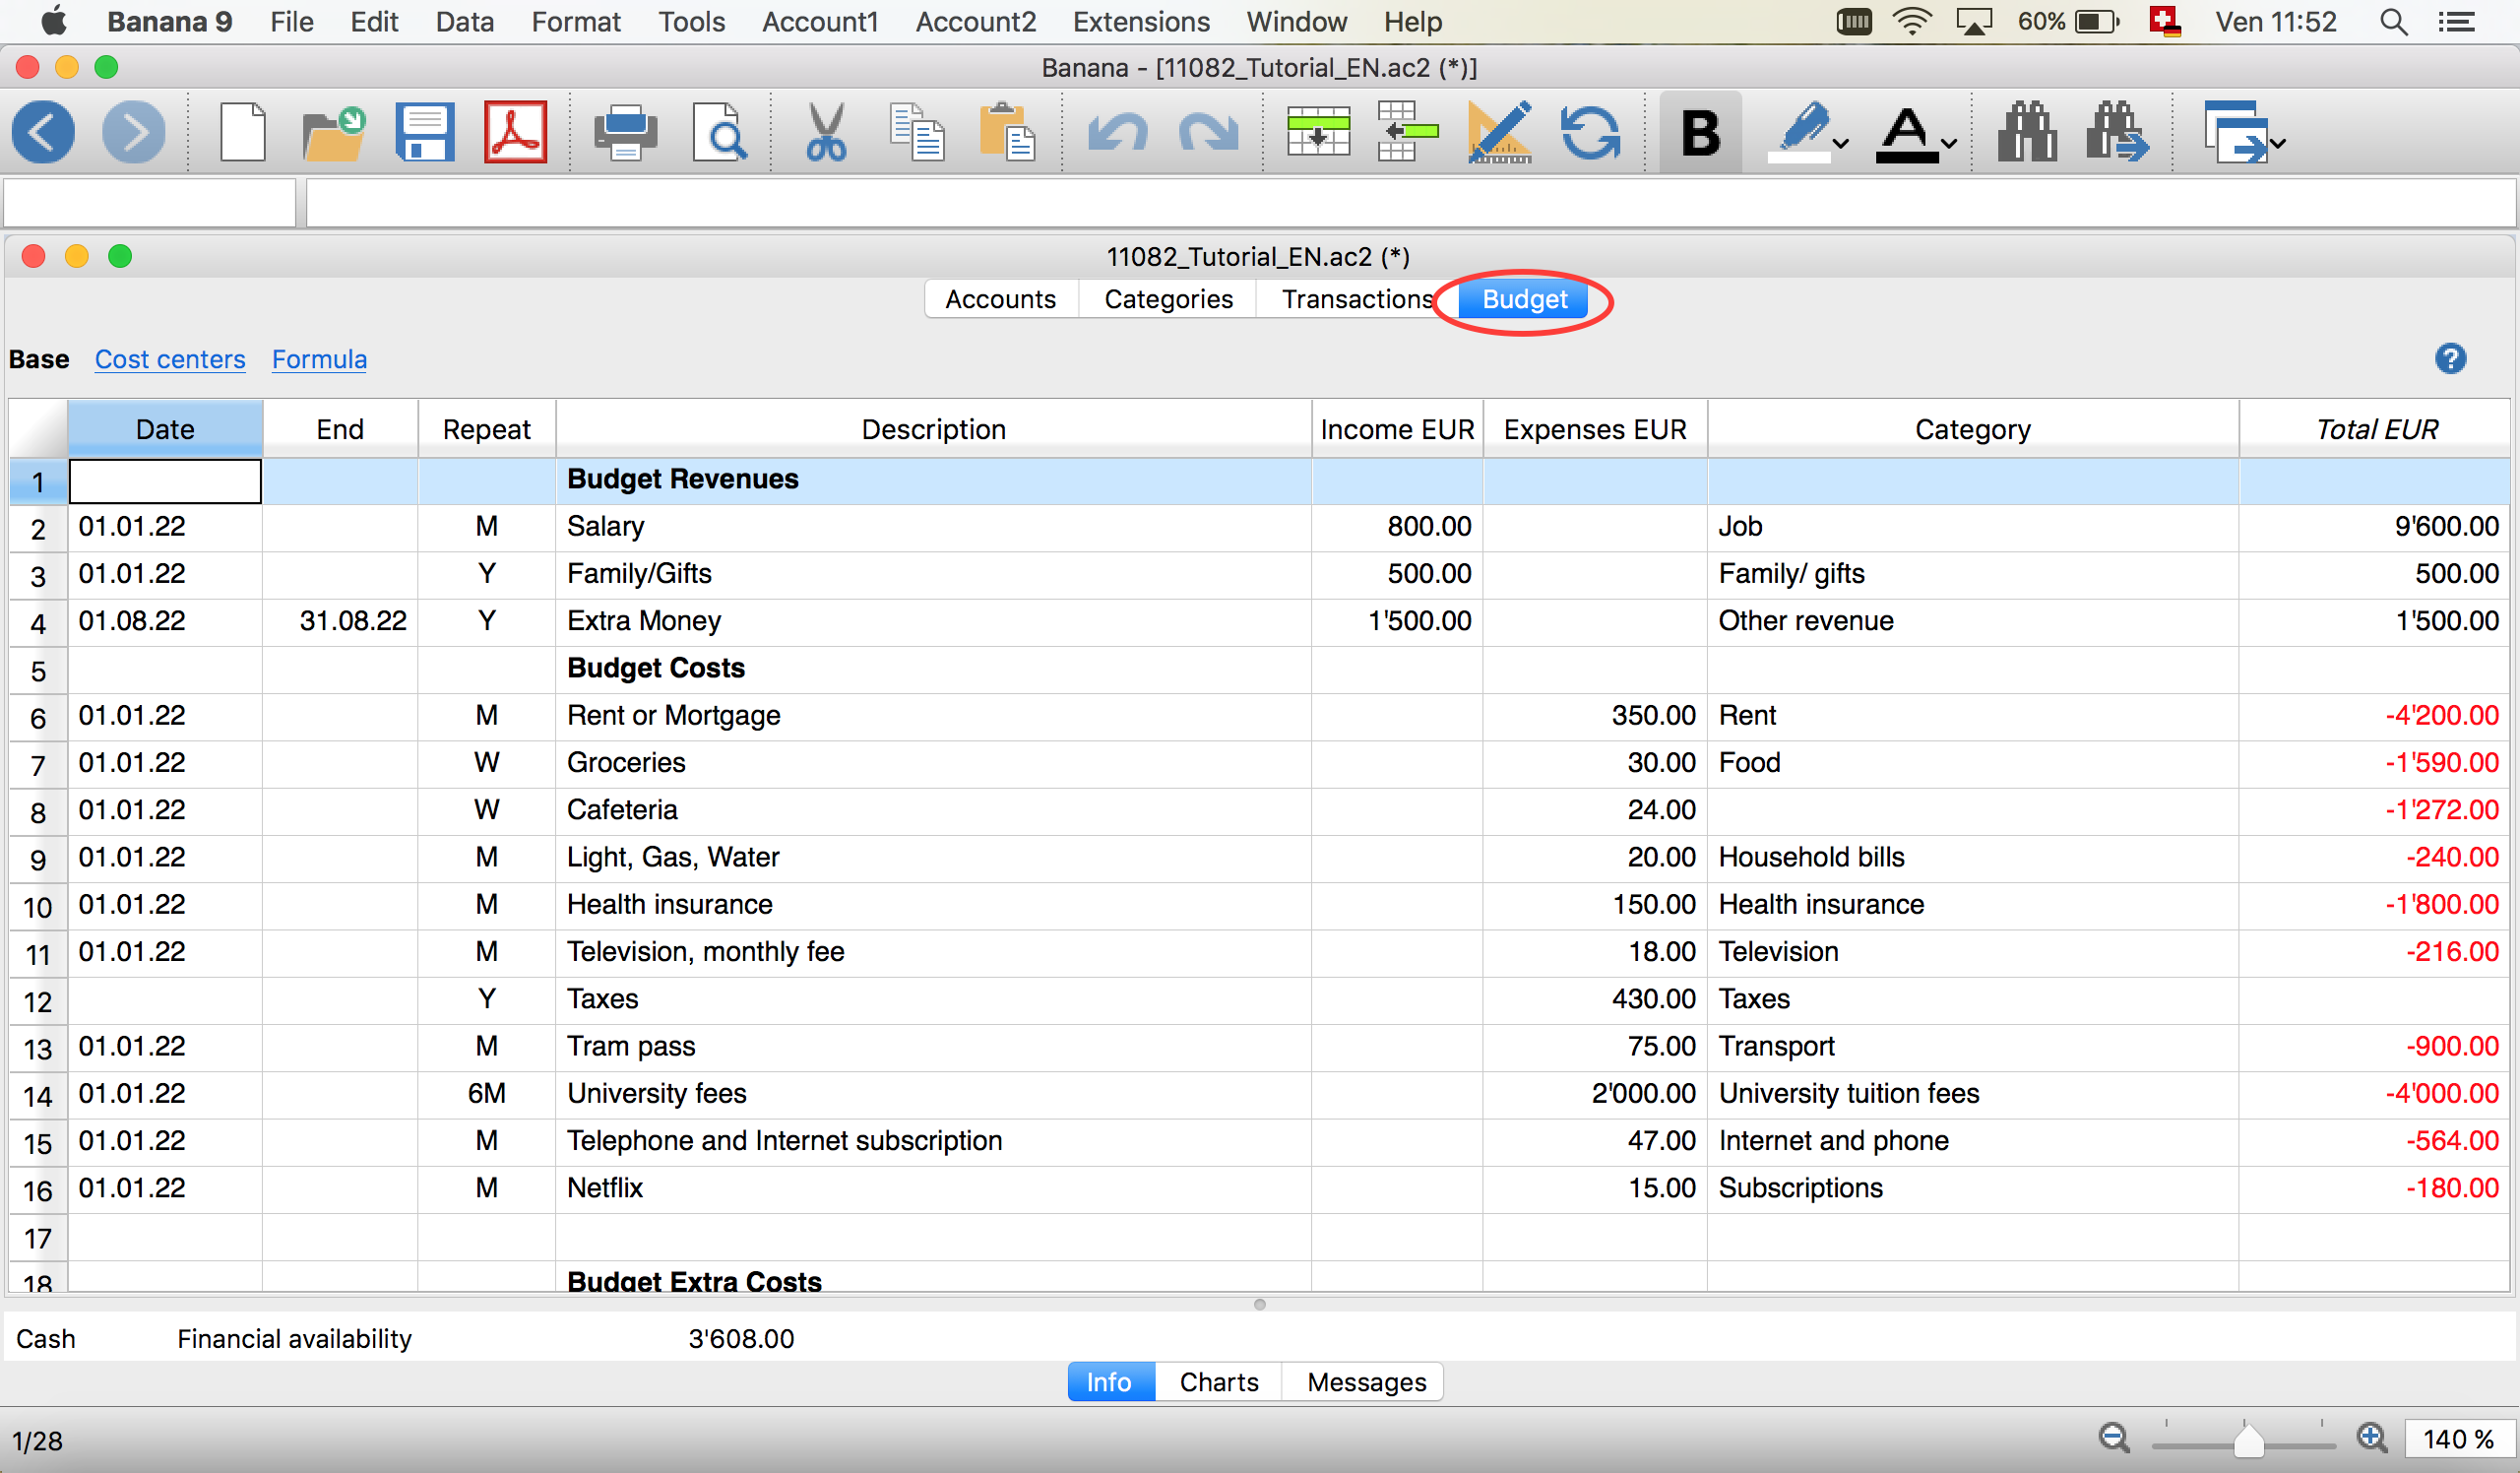 Banana 9 File Edit Data Format Tools Account1 Account2 Extensions Window Help 60% Ven 11:52
Banana - [11082_Tutorial_EN.ac2 (*)]
B A
11082_Tutorial_EN.ac2 (*)
Accounts Categories Transactions Budget
Base Cost centers Formula ?
Date End Repeat Description Income EUR Expenses EUR Category Total EUR
1 Budget Revenues
2 01.01.22 M Salary 800.00 Job 9'600.00
3 01.01.22 Y Family/Gifts 500.00 Family/ gifts 500.00
4 01.08.22 31.08.22 Y Extra Money 1'500.00 Other revenue 1'500.00
5 Budget Costs
6 01.01.22 M Rent or Mortgage 350.00 Rent -4'200.00
7 01.01.22 W Groceries 30.00 Food -1'590.00
8 01.01.22 W Cafeteria 24.00 -1'272.00
9 01.01.22 M Light, Gas, Water 20.00 Household bills -240.00
10 01.01.22 M Health insurance 150.00 Health insurance -1'800.00
11 01.01.22 M Television, monthly fee 18.00 Television -216.00
12 Y Taxes 430.00 Taxes
13 01.01.22 M Tram pass 75.00 Transport -900.00
14 01.01.22 6M University fees 2'000.00 University tuition fees -4'000.00
15 01.01.22 M Telephone and Internet subscription 47.00 Internet and phone -564.00
16 01.01.22 M Netflix 15.00 Subscriptions -180.00
17
18 Budget Extra Costs
Cash Financial availability 3'608.00
Info Charts Messages
1/28 140 %